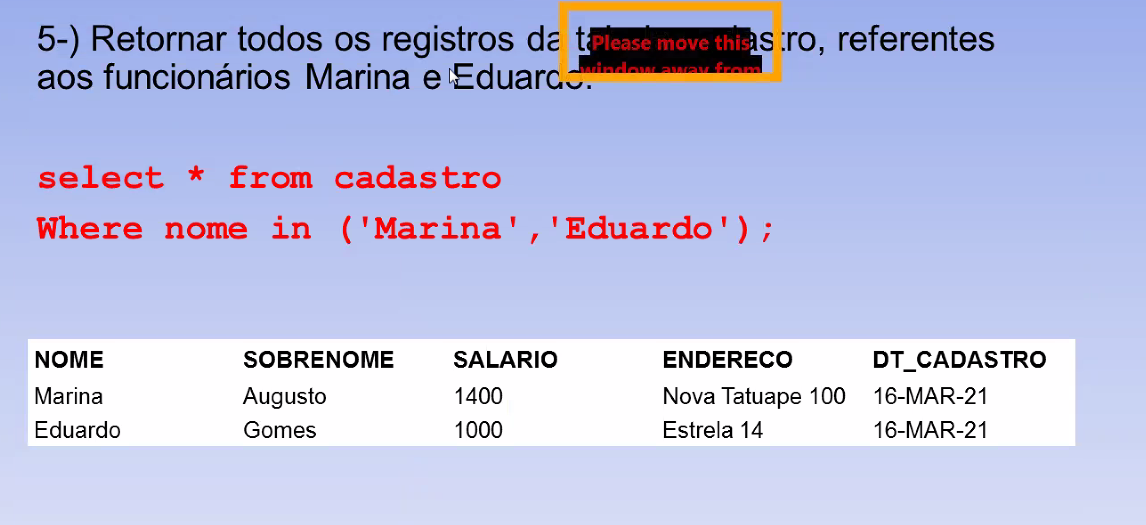 5-) Retornar todos os registros da ta astro, referentes
Please move this
window away from
aos funcionários Marina e Eduardo.
select * from cadastro
Where nome in ('Marina','Eduardo');
NOME SOBRENOME SALARIO ENDERECO DT_CADASTRO
Marina Augusto 1400 Nova Tatuape 100 16-MAR-21
Eduardo Gomes 1000 Estrela 14 16-MAR-21